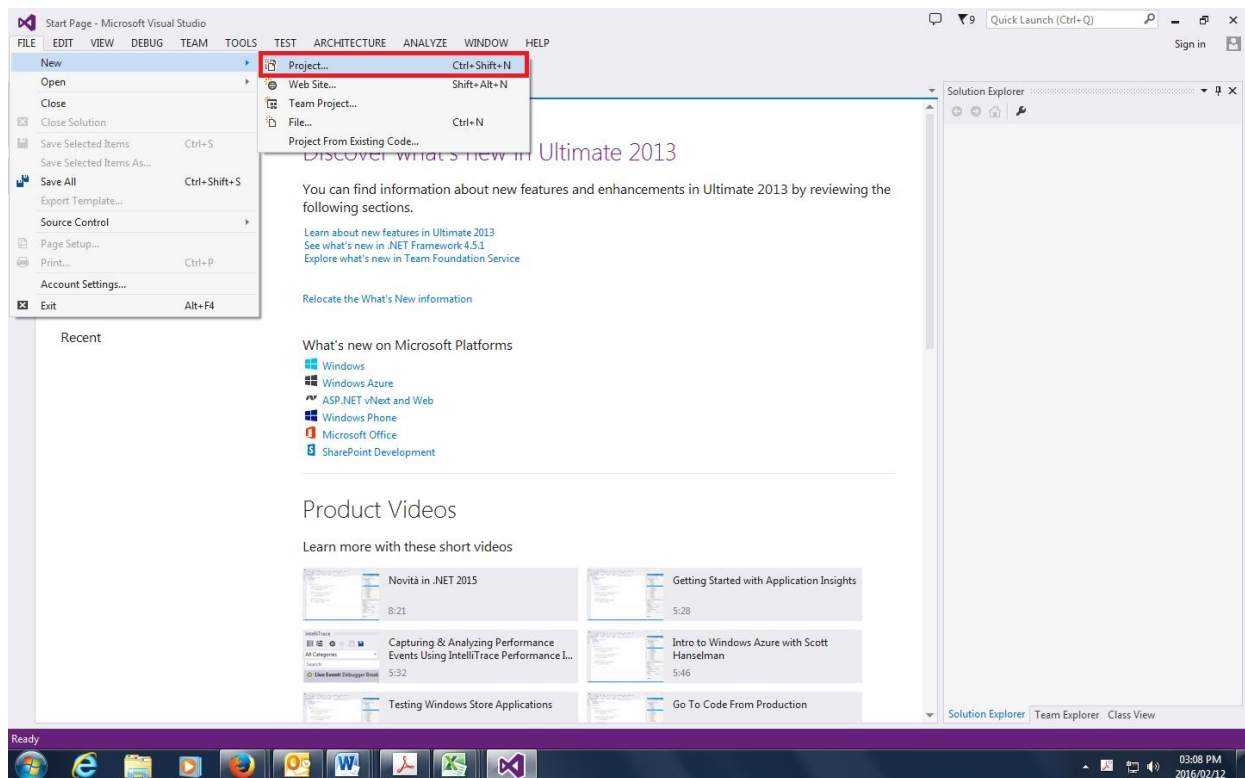 Start Page - Microsoft Visual Studio
9
Quick Launch (Ctrl+Q)
FILE EDIT VIEW DEBUG TEAM TOOLS TEST ARCHITECTURE ANALYZE WINDOW HELP
Sign in
New
Open
Close
Close Solution
Save Selected Items Ctrl+S
Save Selected Items As...
Save All Ctrl+Shift+S
Export Template...
Source Control
Page Setup...
Print... Ctrl+P
Account Settings...
Exit Alt+F4
Project... Ctrl+Shift+N
Web Site... Shift+Alt+N
Team Project...
File... Ctrl+N
Project From Existing Code...
Recent
Discover what's new in Ultimate 2013
You can find information about new features and enhancements in Ultimate 2013 by reviewing the
following sections.
Learn about new features in Ultimate 2013
See what's new in .NET Framework 4.5.1
Explore what's new in Team Foundation Service
Relocate the What's New information
What's new on Microsoft Platforms
Windows
Windows Azure
ASP.NET vNext and Web
Windows Phone
Microsoft Office
SharePoint Development
Product Videos
Learn more with these short videos
Novità in .NET 2015
8:21
Getting Started with Application Insights
5:28
IntelliTrace
All Categories
Search
Live Event: Debugger Break
Capturing & Analyzing Performance
Events Using IntelliTrace Performance I...
5:32
Intro to Windows Azure with Scott
Hanselman
5:46
Testing Windows Store Applications
Go To Code From Production
Solution Explorer
Solution Explorer Team Explorer Class View
Ready
03:08 PM
2016/02/12